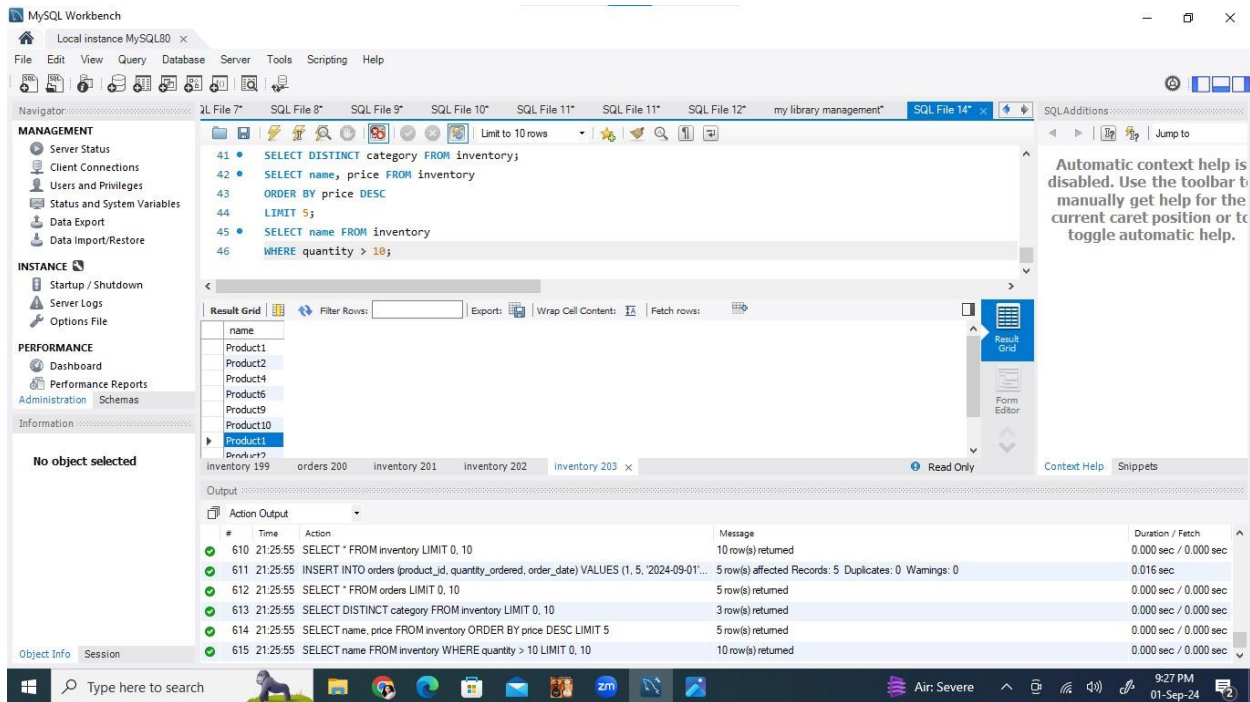 MySQL Workbench
Local instance MySQL80
File Edit View Query Database Server Tools Scripting Help
Navigator
MANAGEMENT
Server Status
Client Connections
Users and Privileges
Status and System Variables
Data Export
Data Import/Restore
INSTANCE
Startup / Shutdown
Server Logs
Options File
PERFORMANCE
Dashboard
Performance Reports
Administration Schemas
Information
No object selected
Object Info Session
QL File 7* SQL File 8* SQL File 9* SQL File 10* SQL File 11* SQL File 11* SQL File 12* my library management* SQL File 14*
Limit to 10 rows
41 SELECT DISTINCT category FROM inventory;
42 SELECT name, price FROM inventory
43 ORDER BY price DESC
44 LIMIT 5;
45 SELECT name FROM inventory
46 WHERE quantity > 10;
Result Grid Filter Rows: Export: Wrap Cell Content: Fetch rows:
name
Product1
Product2
Product4
Product6
Product9
Product10
Product1
Product2
Result
Grid
Form
Editor
inventory 199 orders 200 inventory 201 inventory 202 inventory 203 Read Only
SQLAdditions
Jump to
Automatic context help is
disabled. Use the toolbar t
manually get help for the
current caret position or to
toggle automatic help.
Context Help Snippets
Output
Action Output
# Time Action Message Duration / Fetch
610 21:25:55 SELECT * FROM inventory LIMIT 0, 10 10 row(s) returned 0.000 sec / 0.000 sec
611 21:25:55 INSERT INTO orders (product_id, quantity_ordered, order_date) VALUES (1, 5, '2024-09-01'... 5 row(s) affected Records: 5 Duplicates: 0 Warnings: 0 0.016 sec
612 21:25:55 SELECT * FROM orders LIMIT 0, 10 5 row(s) returned 0.000 sec / 0.000 sec
613 21:25:55 SELECT DISTINCT category FROM inventory LIMIT 0, 10 3 row(s) returned 0.000 sec / 0.000 sec
614 21:25:55 SELECT name, price FROM inventory ORDER BY price DESC LIMIT 5 5 row(s) returned 0.000 sec / 0.000 sec
615 21:25:55 SELECT name FROM inventory WHERE quantity > 10 LIMIT 0, 10 10 row(s) returned 0.000 sec / 0.000 sec
Type here to search
zm
Air: Severe
9:27 PM
01-Sep-24
2